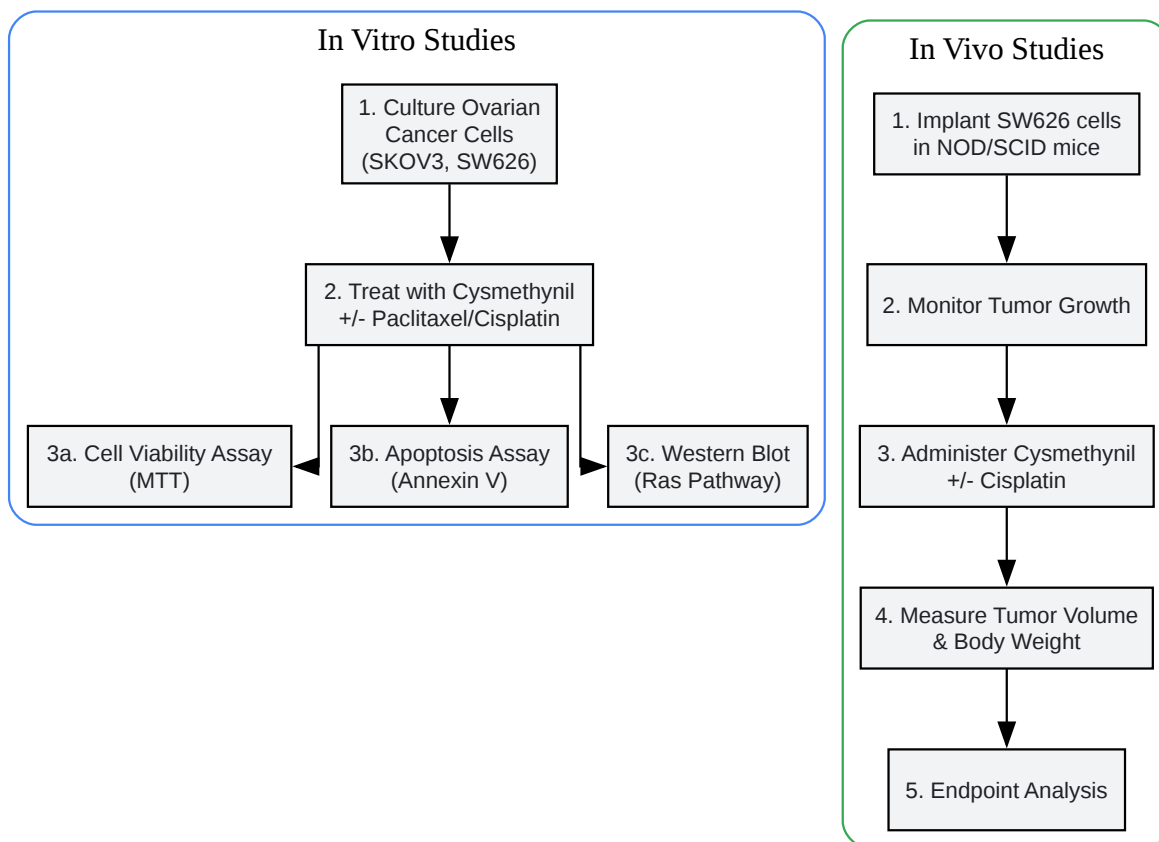 In Vitro Studies
1. Culture Ovarian
Cancer Cells
(SKOV3, SW626)
2. Treat with Cysmethynil
+/- Paclitaxel/Cisplatin
3a. Cell Viability Assay
(MTT)
3b. Apoptosis Assay
(Annexin V)
3c. Western Blot
(Ras Pathway)
In Vivo Studies
1. Implant SW626 cells
in NOD/SCID mice
2. Monitor Tumor Growth
3. Administer Cysmethynil
+/- Cisplatin
4. Measure Tumor Volume
& Body Weight
5. Endpoint Analysis